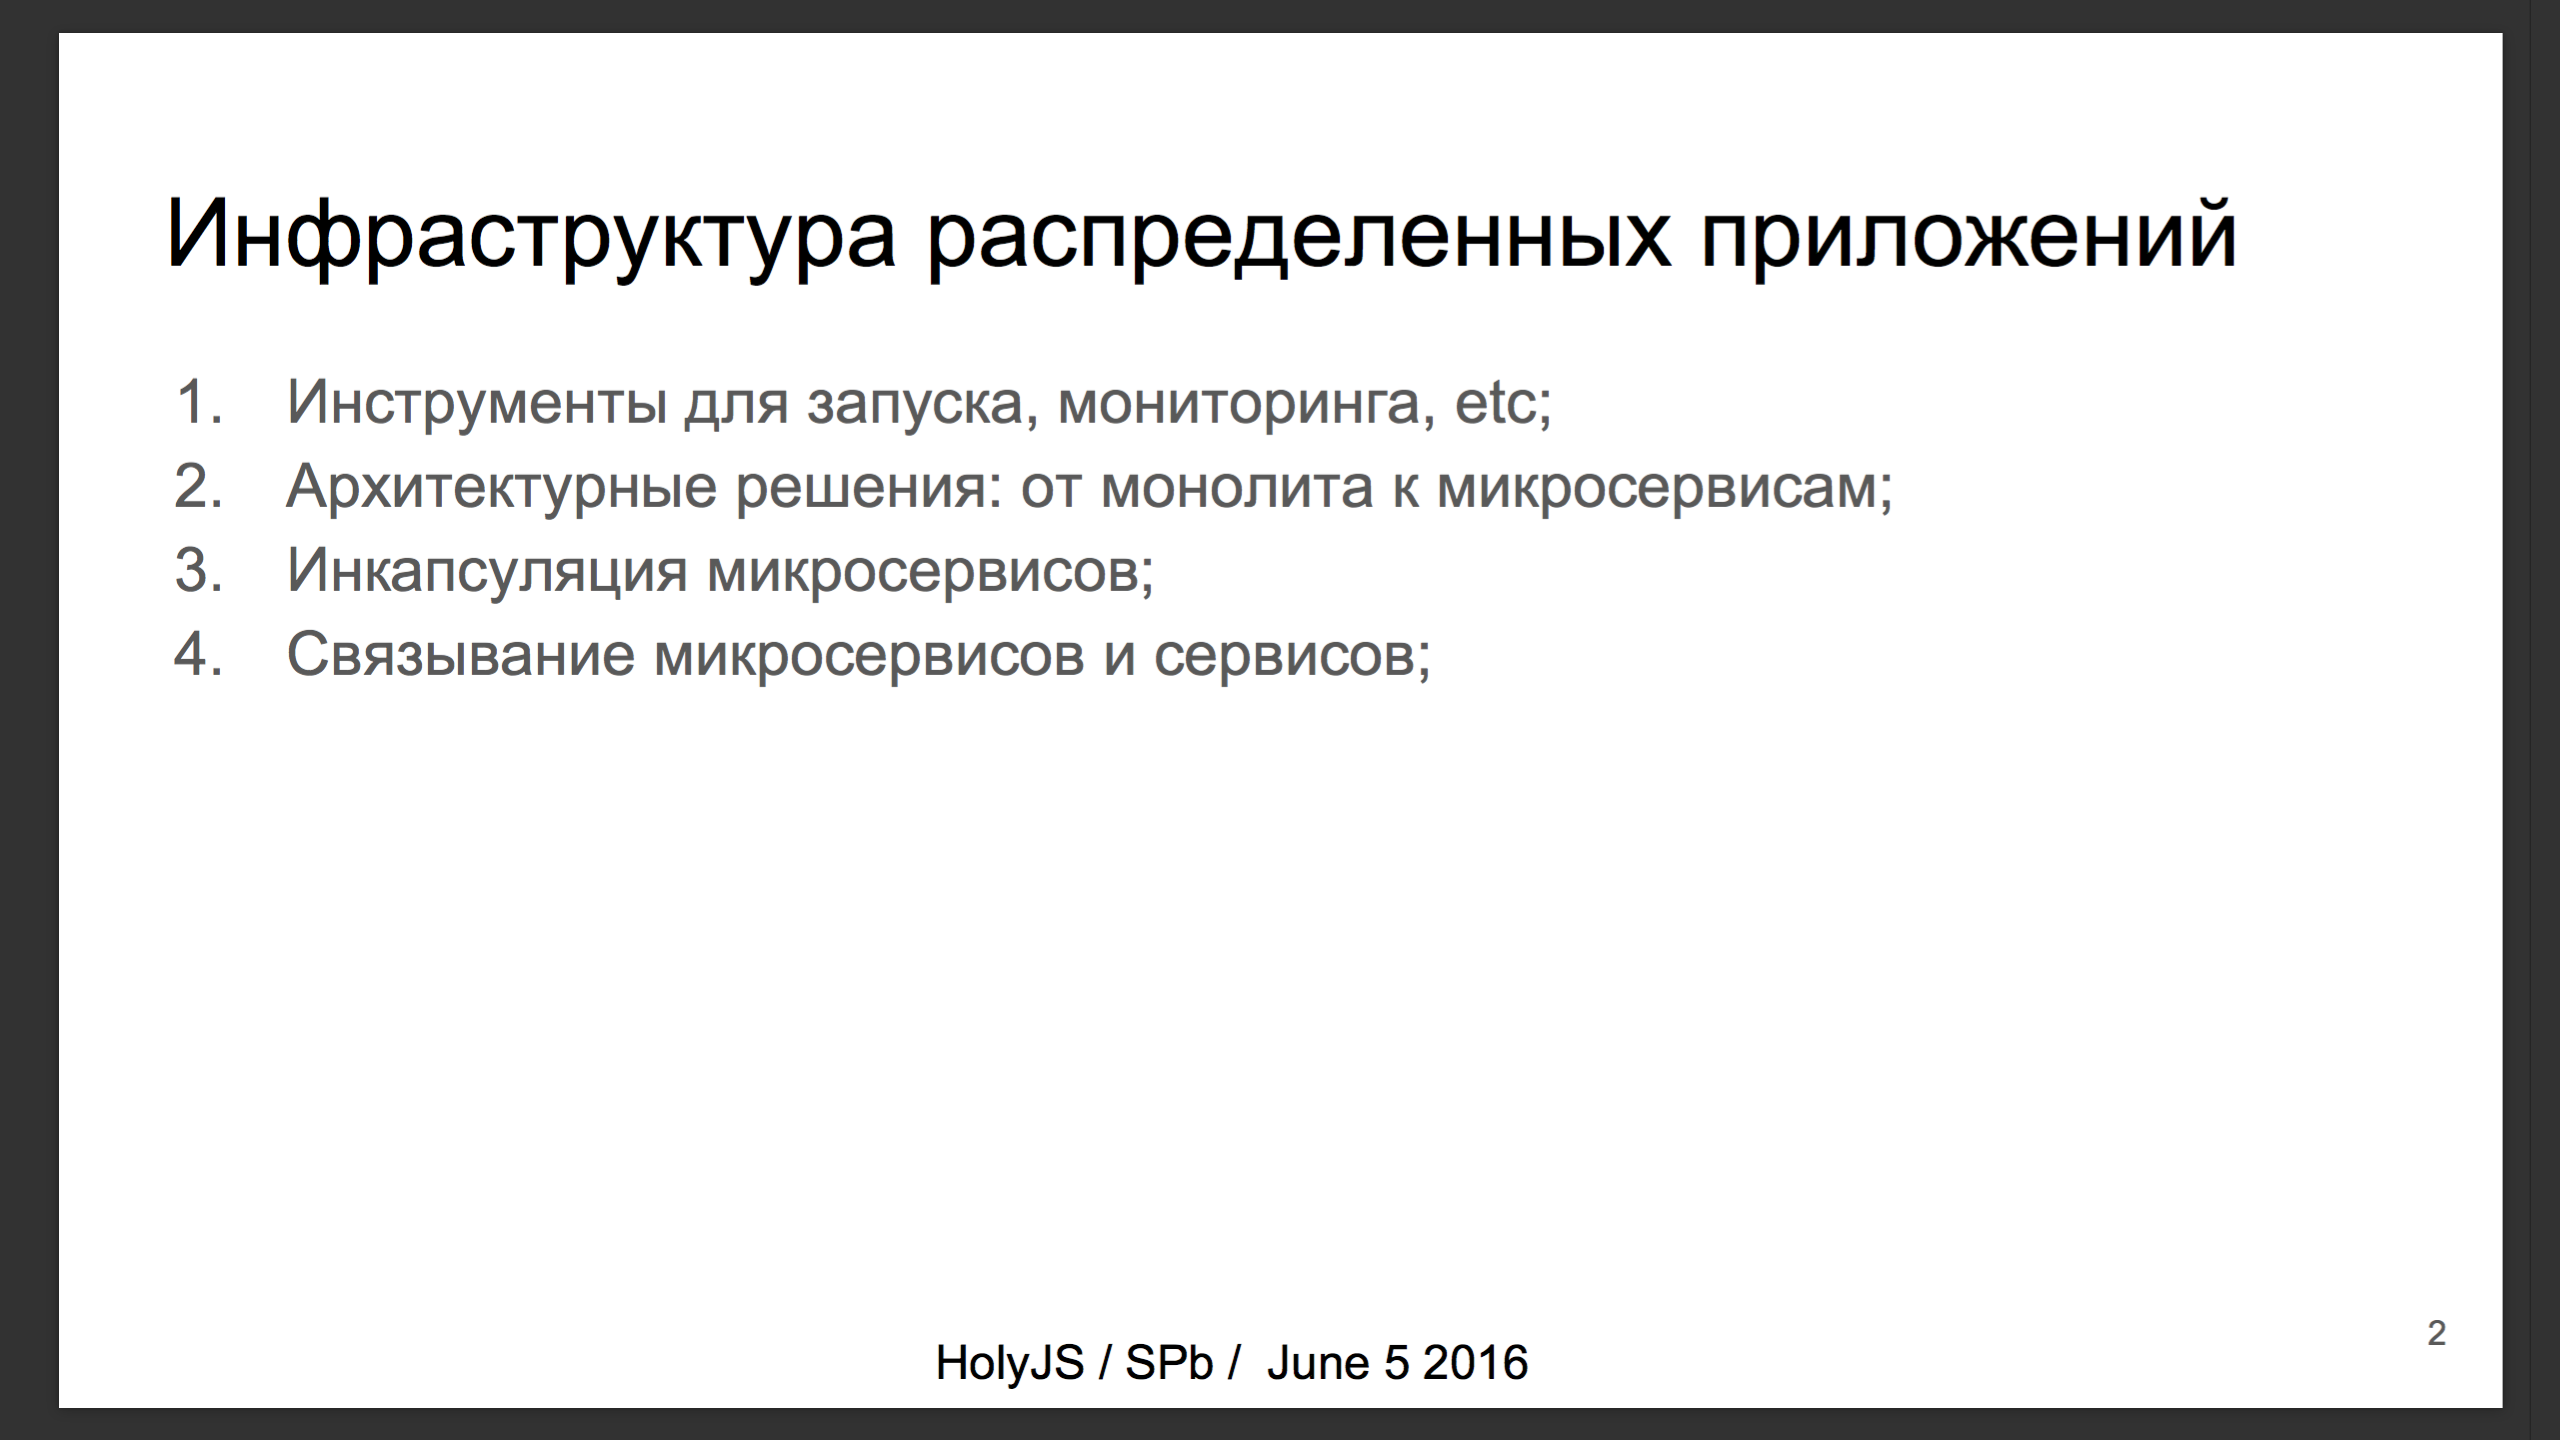 Инфраструктура распределенных приложений
1. Инструменты для запуска, мониторинга, etc;
2. Архитектурные решения: от монолита к микросервисам;
3. Инкапсуляция микросервисов;
4. Связывание микросервисов и сервисов;
2
HolyJS / SPb / June 5 2016